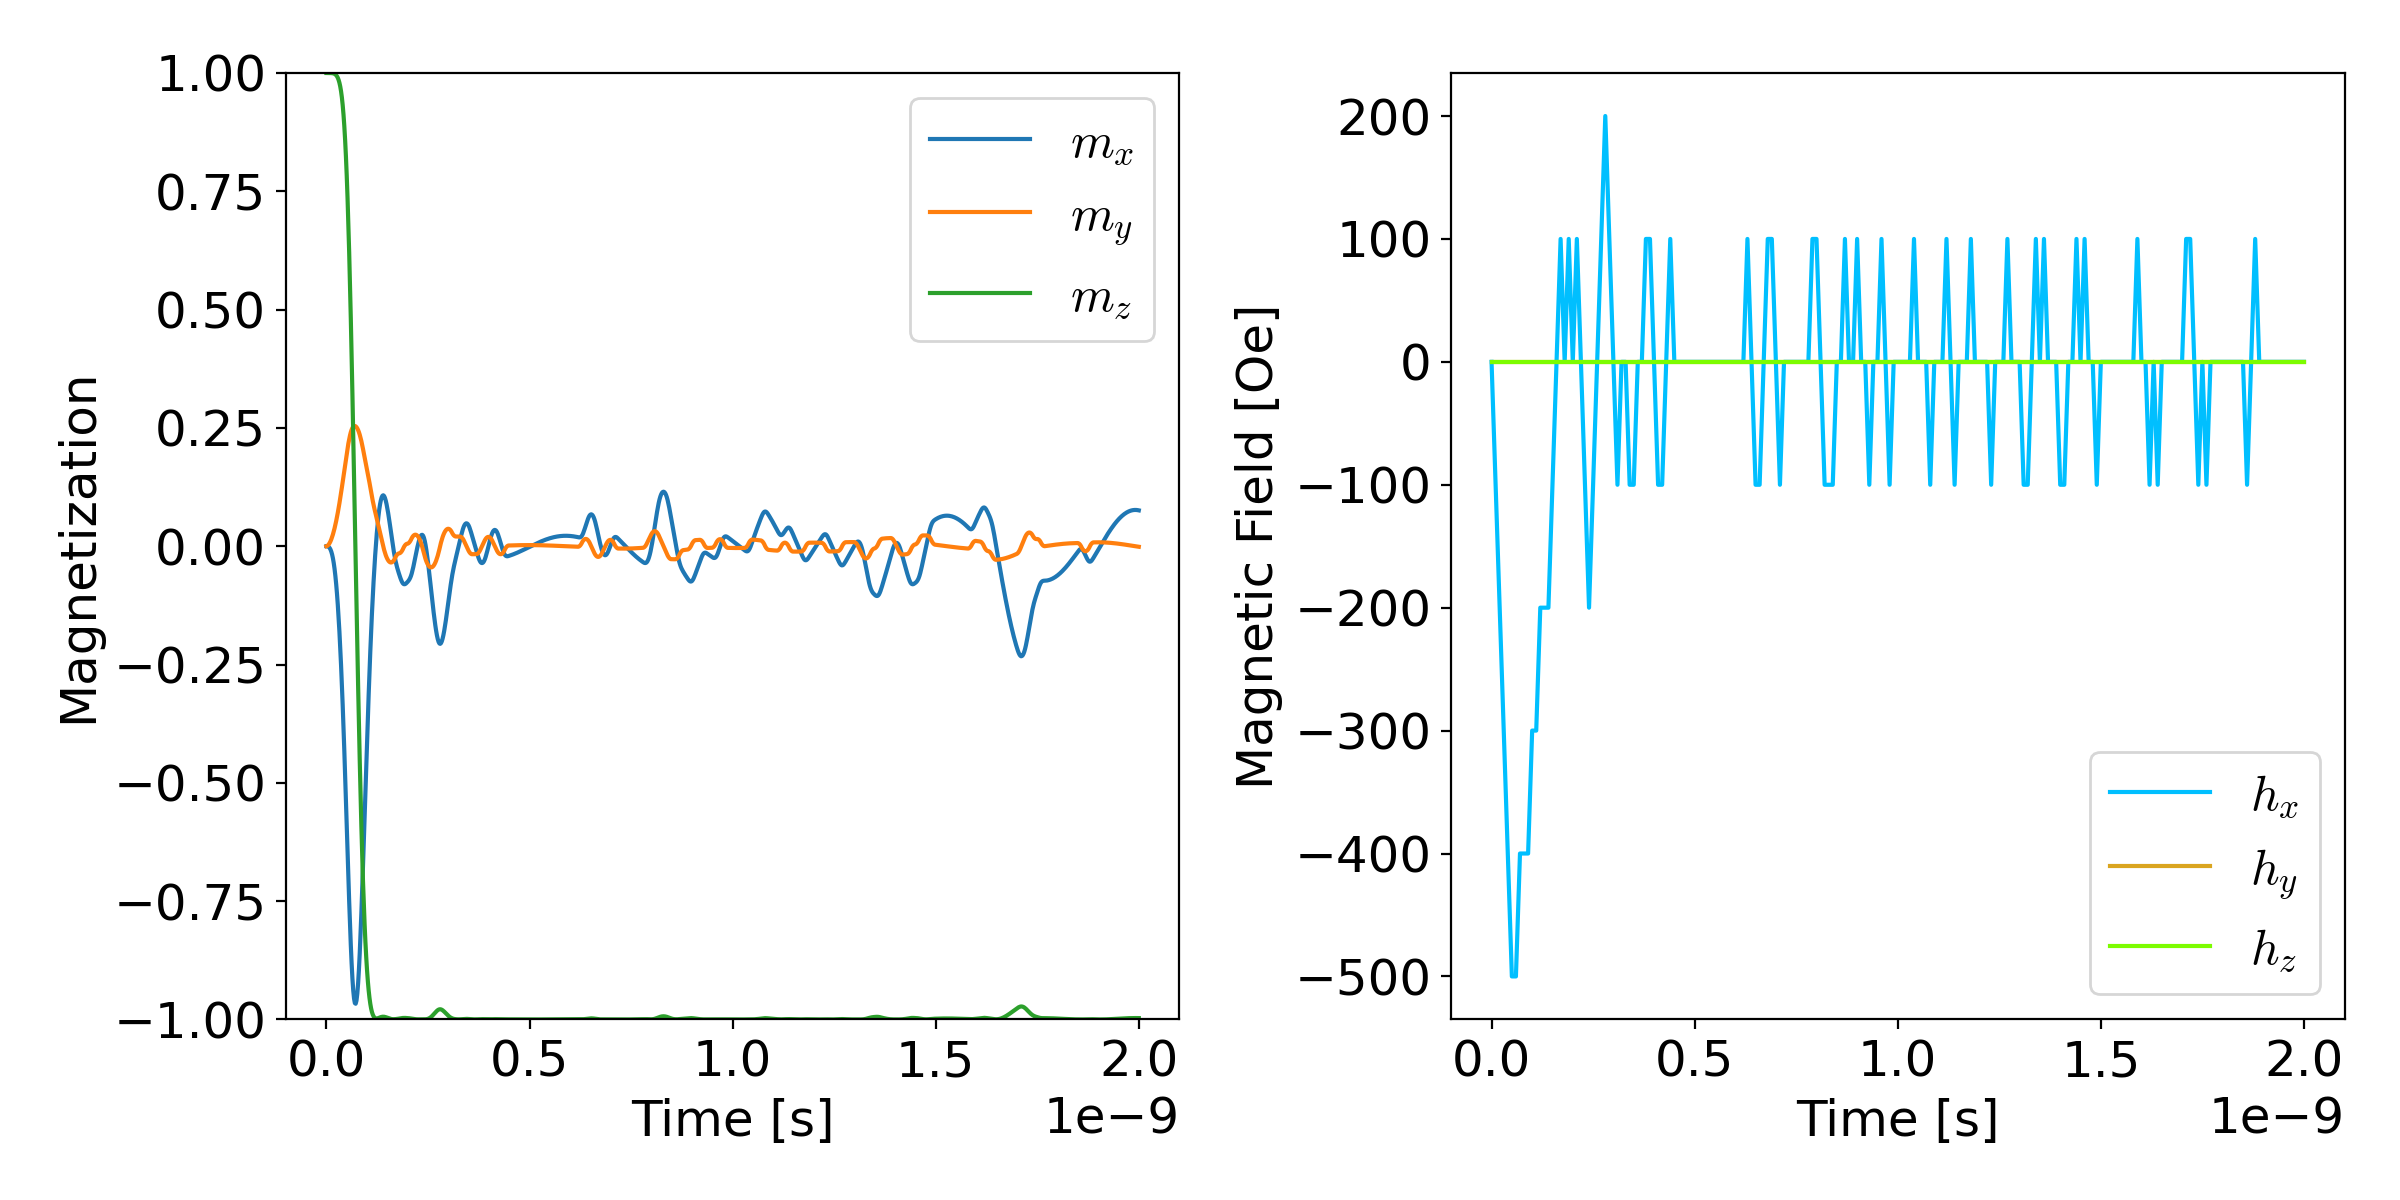 Magnetization
1.00
0.75
0.50
0.25
0.00
−0.25
−0.50
−0.75
−1.00
0.0 0.5 1.0 1.5 2.0
Time [s]
1e−9
m_x
m_y
m_z
Magnetic Field [Oe]
200
100
0
−100
−200
−300
−400
−500
0.0 0.5 1.0 1.5 2.0
Time [s]
1e−9
h_x
h_y
h_z